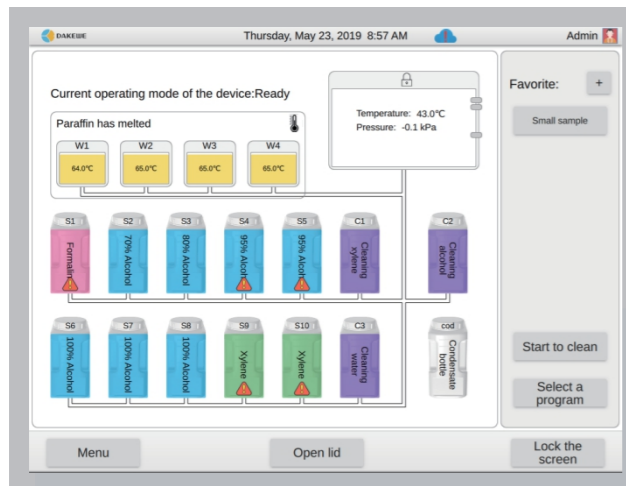 DAKEWE
Thursday, May 23, 2019 8:57 AM
Admin
Current operating mode of the device:Ready
Paraffin has melted
W1
W2
W3
W4
64.0°C
65.0°C
65.0°C
65.0°C
Temperature: 43.0°C
Pressure: -0.1 kPa
Favorite:
+
Small sample
S1
S2
S3
S4
S5
C1
C2
Formalin
70% Alcohol
80% Alcohol
95% Alcohol
95% Alcohol
Cleaning
xylene
Cleaning
alcohol
S6
S7
S8
S9
S10
C3
cod
100% Alcohol
100% Alcohol
100% Alcohol
Xylene
Xylene
Cleaning
water
Condensate
bottle
Start to clean
Select a
program
Menu
Open lid
Lock the
screen